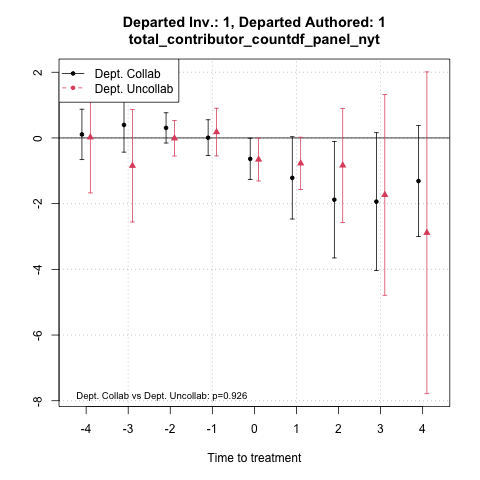 Departed Inv.: 1, Departed Authored: 1
total_contributor_countdf_panel_nyt
Dept. Collab
Dept. Uncollab
2
0
-2
-4
-6
-8
Dept. Collab vs Dept. Uncollab: p=0.926
-4 -3 -2 -1 0 1 2 3 4
Time to treatment